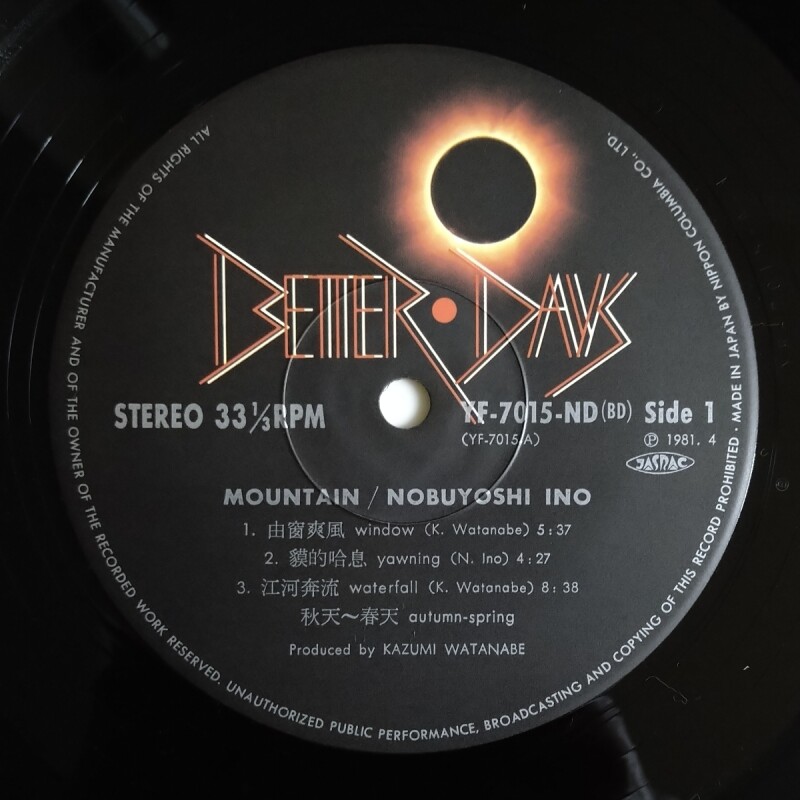 BETTER • DAYS
STEREO 33⅓RPM
YF-7015-ND(BD) Side 1
(YF-7015A)
Ⓟ 1981. 4
JASRAC
MOUNTAIN / NOBUYOSHI INO
1. 由窗爽風 window (K. Watanabe) 5:37
2. 貘的哈息 yawning (N. Ino) 4:27
3. 江河奔流 waterfall (K. Watanabe) 8:38
秋天〜春天 autumn-spring
Produced by KAZUMI WATANABE
ALL RIGHTS OF THE MANUFACTURER AND OF THE OWNER OF THE RECORDED WORK RESERVED. UNAUTHORIZED PUBLIC PERFORMANCE, BROADCASTING AND COPYING OF THIS RECORD PROHIBITED · MADE IN JAPAN BY NIPPON COLUMBIA CO., LTD.